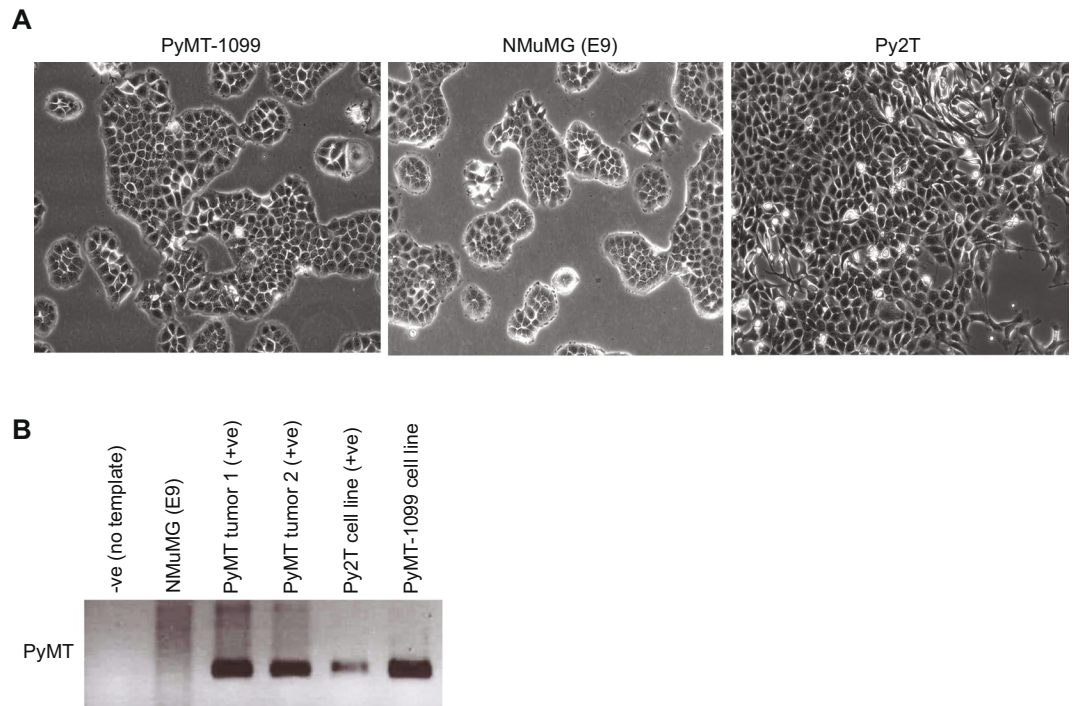 A
PyMT-1099
NMuMG (E9)
Py2T
B
-ve (no template)
NMuMG (E9)
PyMT tumor 1 (+ve)
PyMT tumor 2 (+ve)
Py2T cell line (+ve)
PyMT-1099 cell line
PyMT